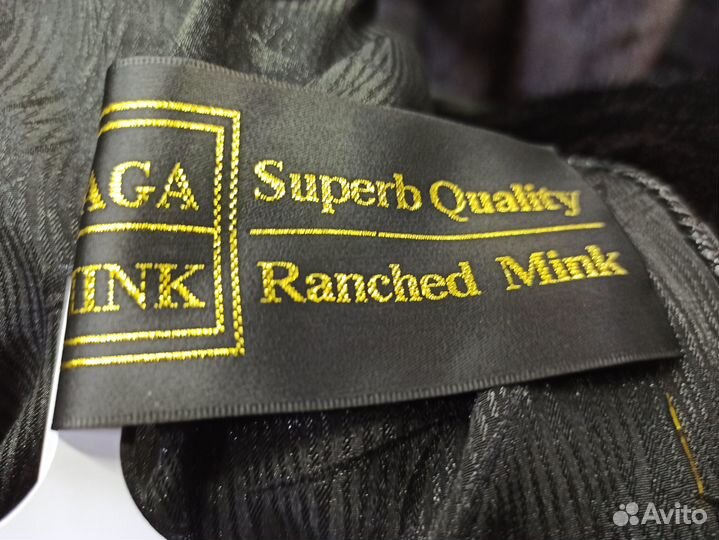 AGA
MINK
Superb Quality
Ranched Mink
Avito